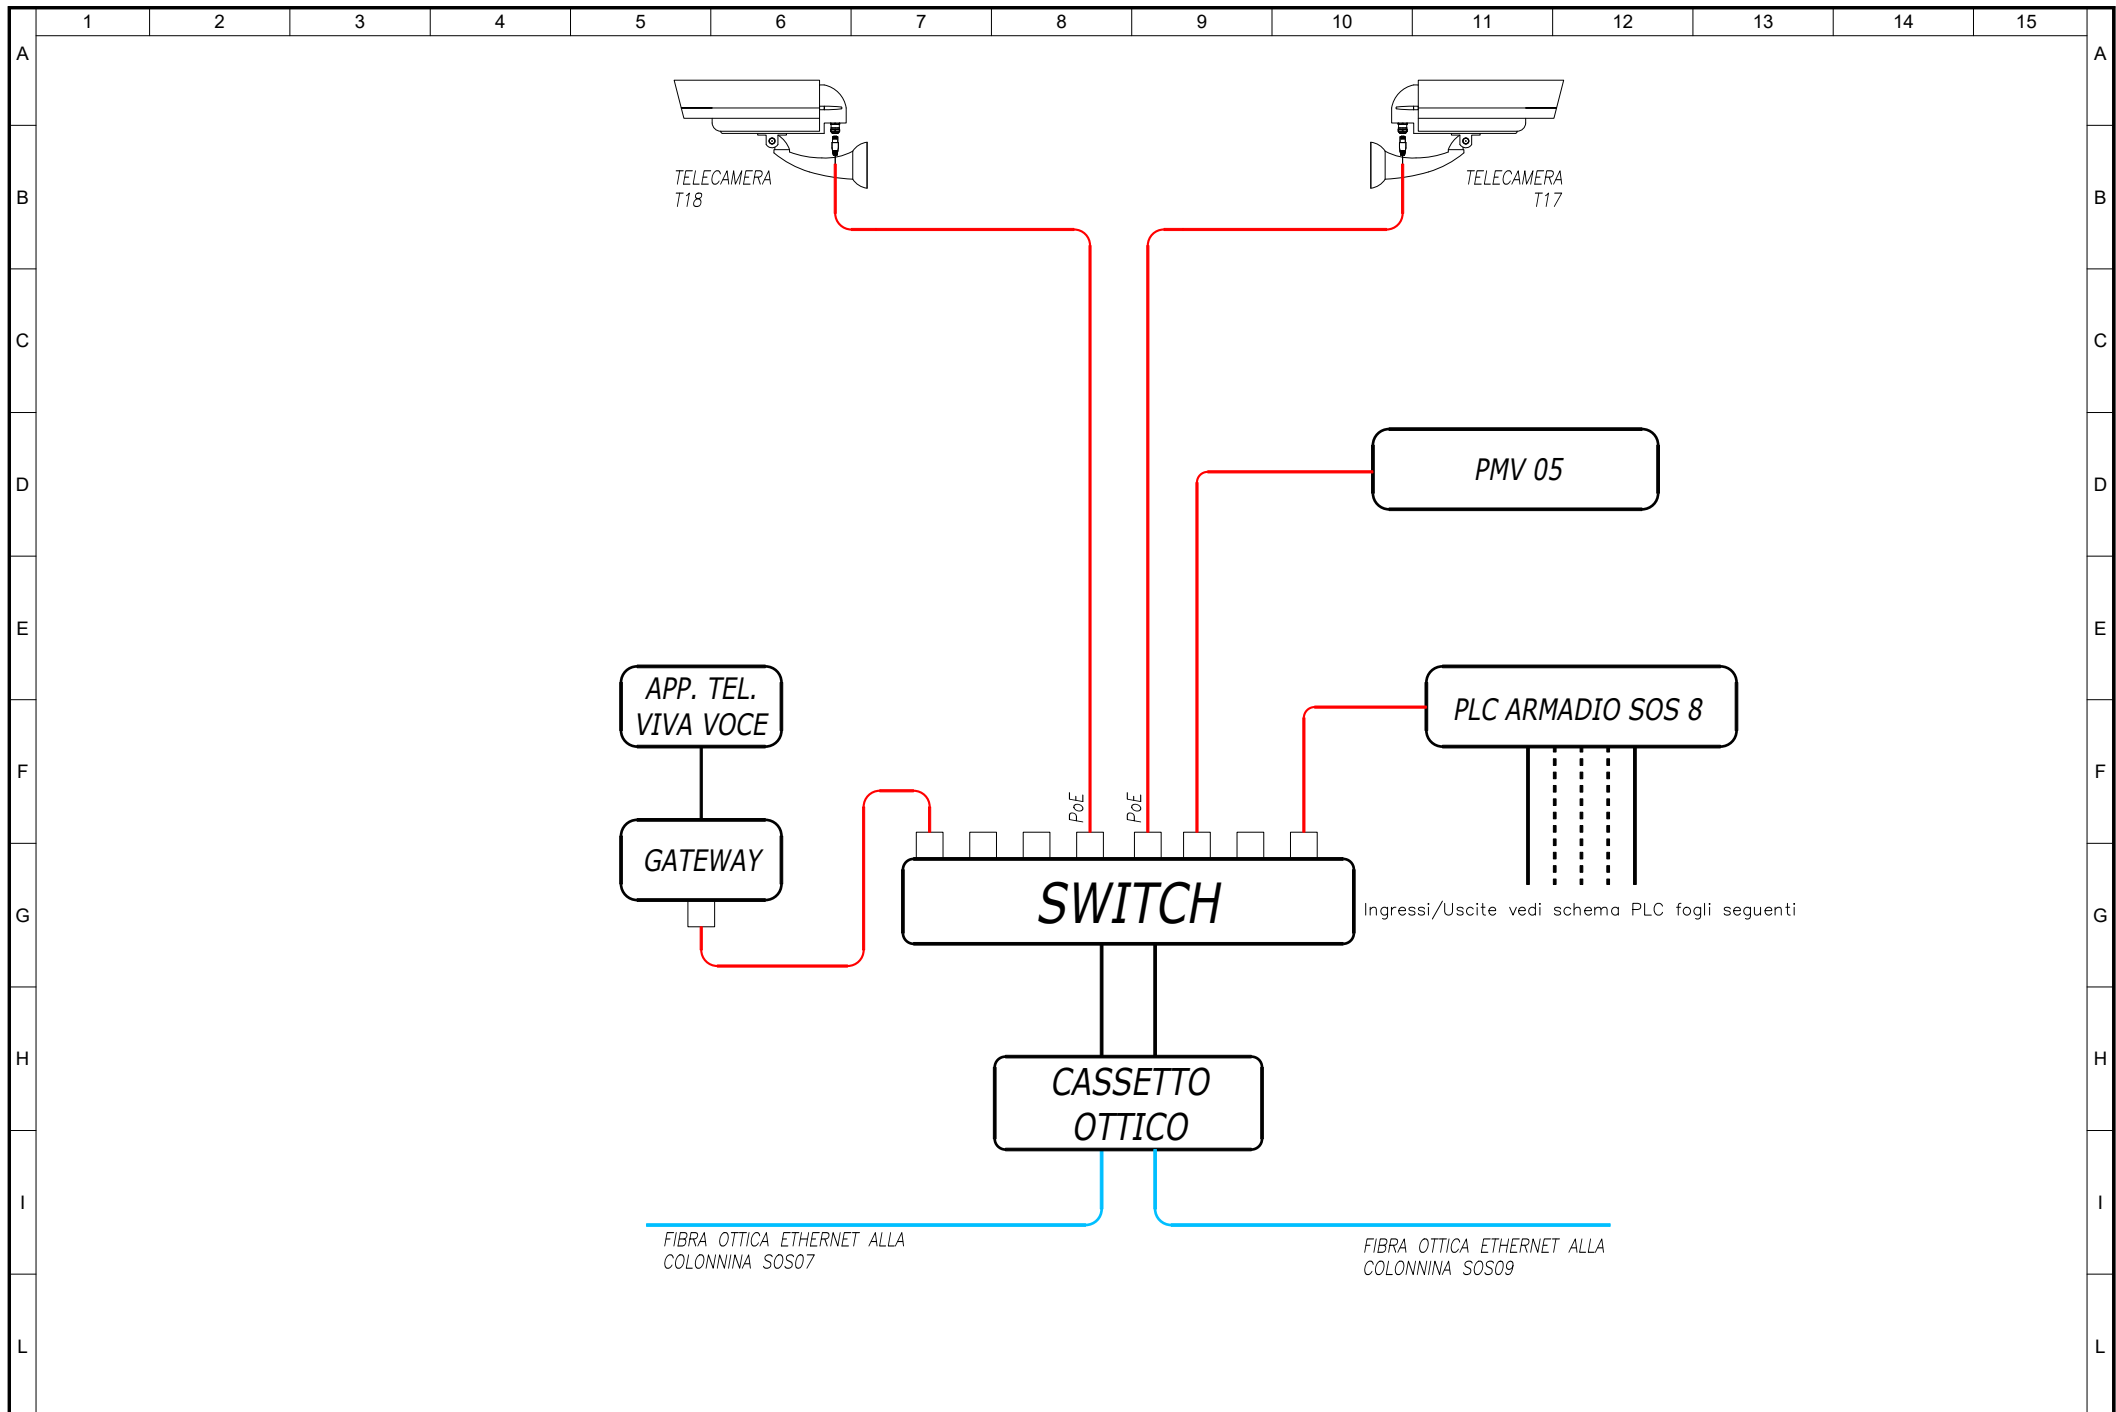 1 2 3 4 5 6 7 8 9 10 11 12 13 14 15
A A
TELECAMERA
T18
TELECAMERA
T17
B B
C C
PMV 05
D D
E E
APP. TEL.
VIVA VOCE
PLC ARMADIO SOS 8
F F
PoE PoE
GATEWAY
SWITCH
Ingressi/Uscite vedi schema PLC fogli seguenti
G G
H H
CASSETTO
OTTICO
I I
FIBRA OTTICA ETHERNET ALLA
COLONNINA SOS07
FIBRA OTTICA ETHERNET ALLA
COLONNINA SOS09
L L